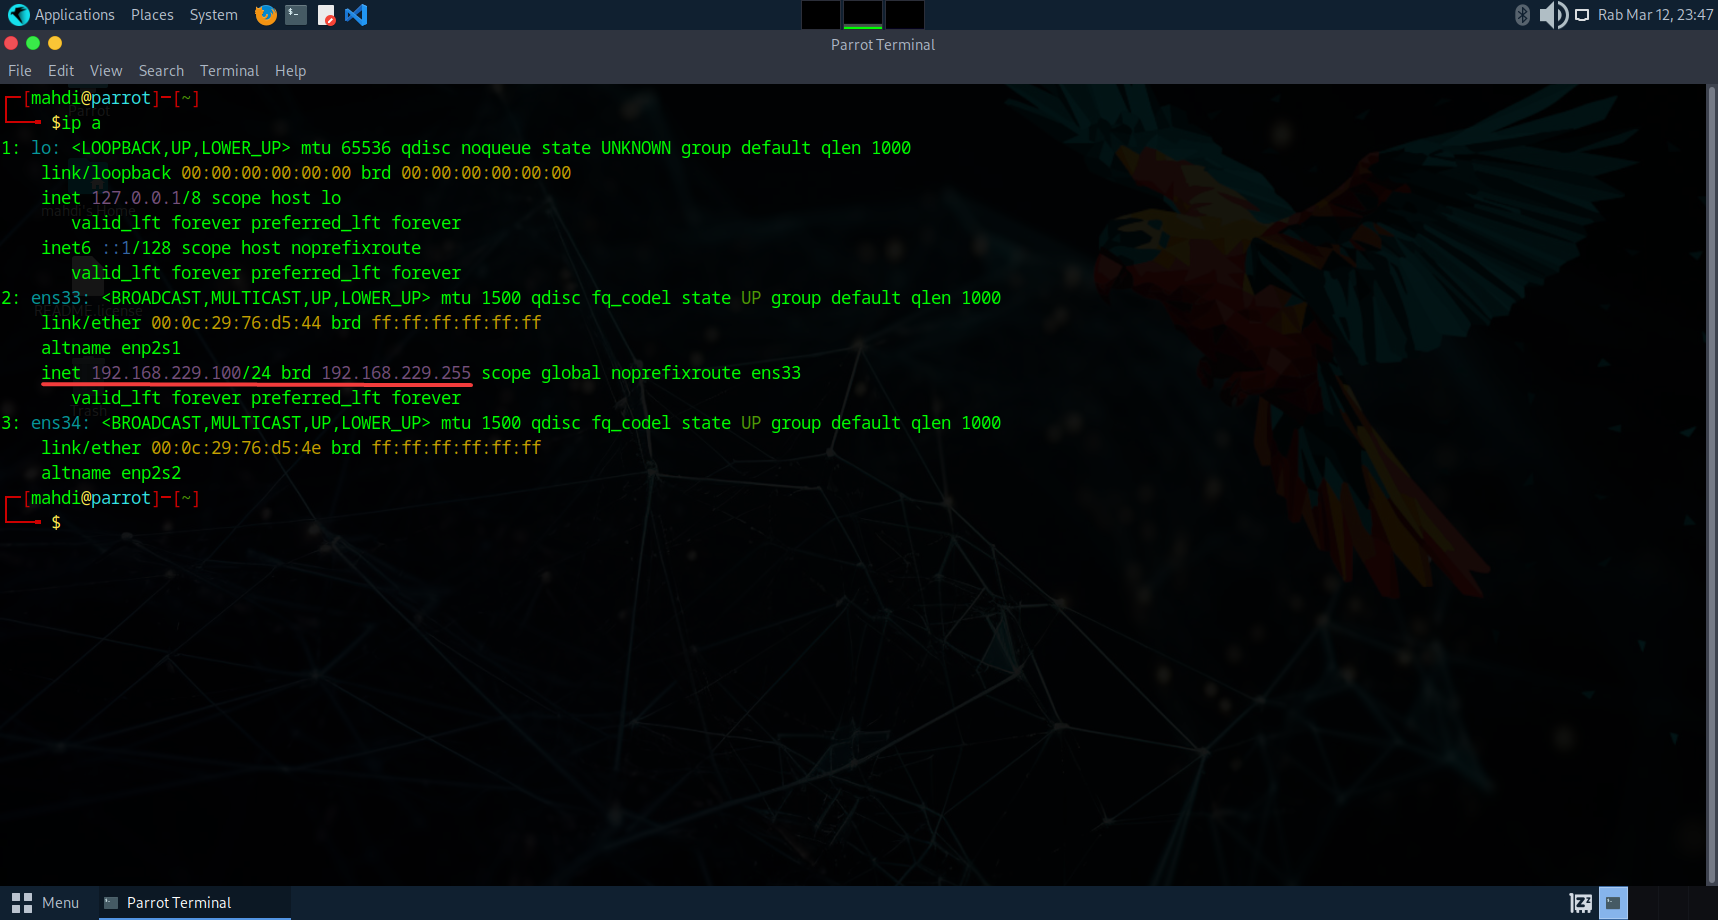 Applications Places System Rab Mar 12, 23:47
Parrot Terminal
File Edit View Search Terminal Help
┌─[mahdi@parrot]─[~]
└──╼ $ip a
1: lo: <LOOPBACK,UP,LOWER_UP> mtu 65536 qdisc noqueue state UNKNOWN group default qlen 1000
link/loopback 00:00:00:00:00:00 brd 00:00:00:00:00:00
inet 127.0.0.1/8 scope host lo
valid_lft forever preferred_lft forever
inet6 ::1/128 scope host noprefixroute
valid_lft forever preferred_lft forever
2: ens33: <BROADCAST,MULTICAST,UP,LOWER_UP> mtu 1500 qdisc fq_codel state UP group default qlen 1000
link/ether 00:0c:29:76:d5:44 brd ff:ff:ff:ff:ff:ff
altname enp2s1
inet 192.168.229.100/24 brd 192.168.229.255 scope global noprefixroute ens33
valid_lft forever preferred_lft forever
3: ens34: <BROADCAST,MULTICAST,UP,LOWER_UP> mtu 1500 qdisc fq_codel state UP group default qlen 1000
link/ether 00:0c:29:76:d5:4e brd ff:ff:ff:ff:ff:ff
altname enp2s2
┌─[mahdi@parrot]─[~]
└──╼ $
Parrot
mahdi's Home
README.license
Trash
Menu Parrot Terminal